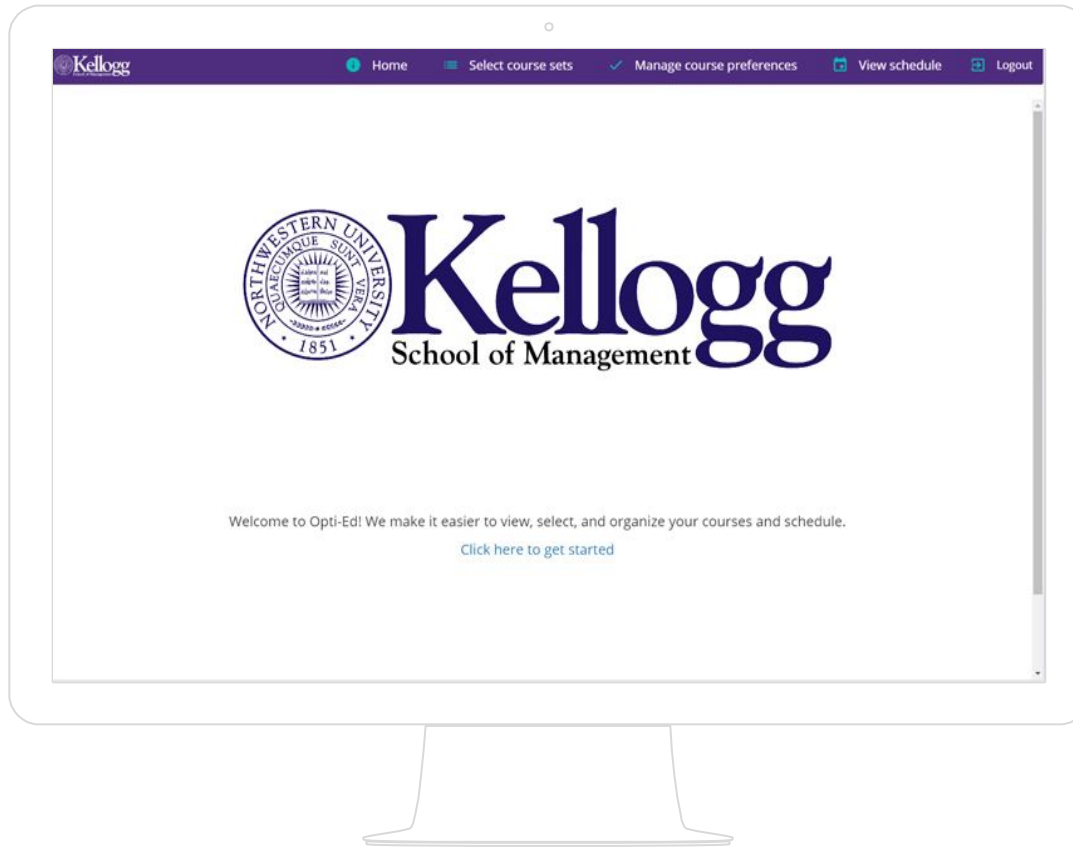 Kellogg
Home
Select course sets
Manage course preferences
View schedule
Logout
NORTHWESTERN UNIVERSITY
QUAECUMQUE SUNT VERA
1851
Kellogg
School of Management
Welcome to Opti-Ed! We make it easier to view, select, and organize your courses and schedule.
Click here to get started